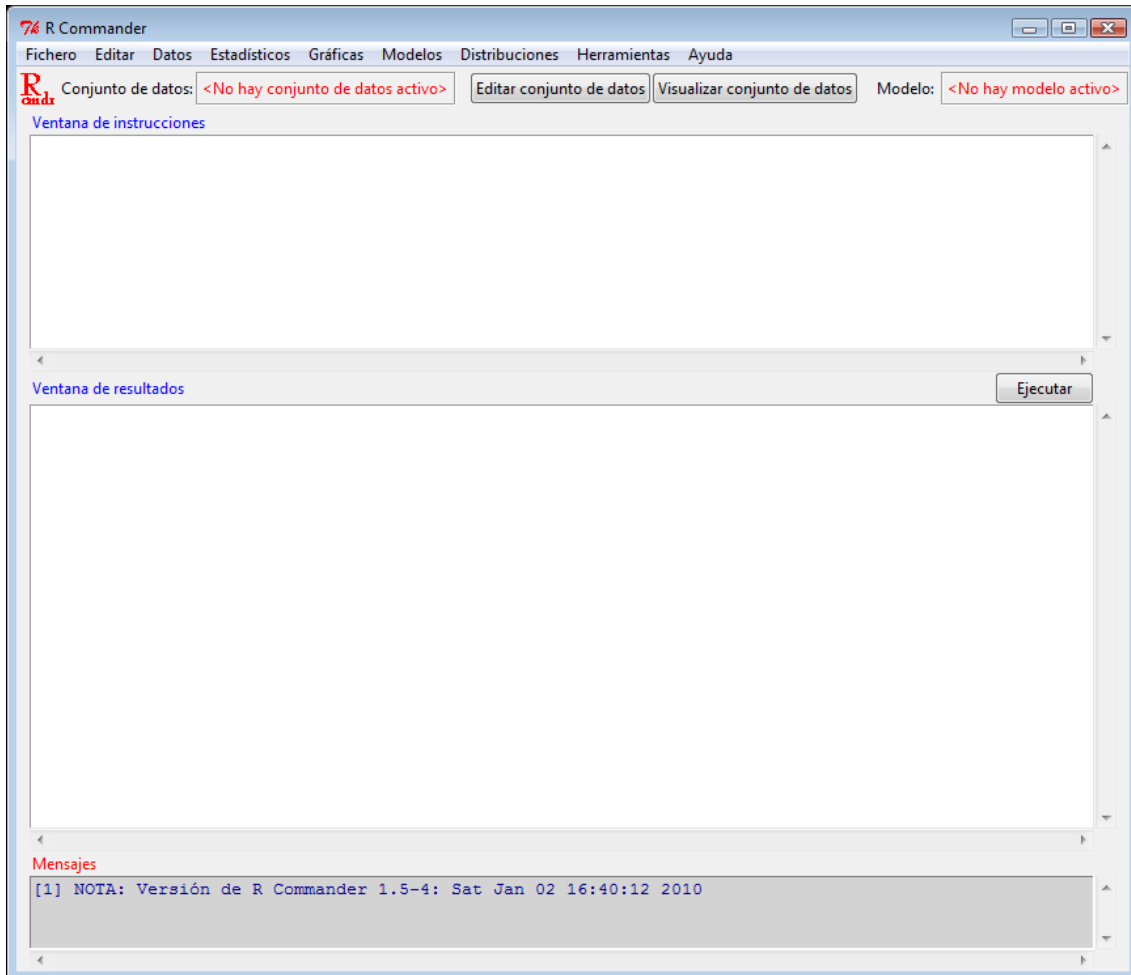 R Commander
Fichero Editar Datos Estadísticos Gráficas Modelos Distribuciones Herramientas Ayuda
R cmdr Conjunto de datos: <No hay conjunto de datos activo> Editar conjunto de datos Visualizar conjunto de datos Modelo: <No hay modelo activo>
Ventana de instrucciones
Ventana de resultados Ejecutar
Mensajes
[1] NOTA: Versión de R Commander 1.5-4: Sat Jan 02 16:40:12 2010